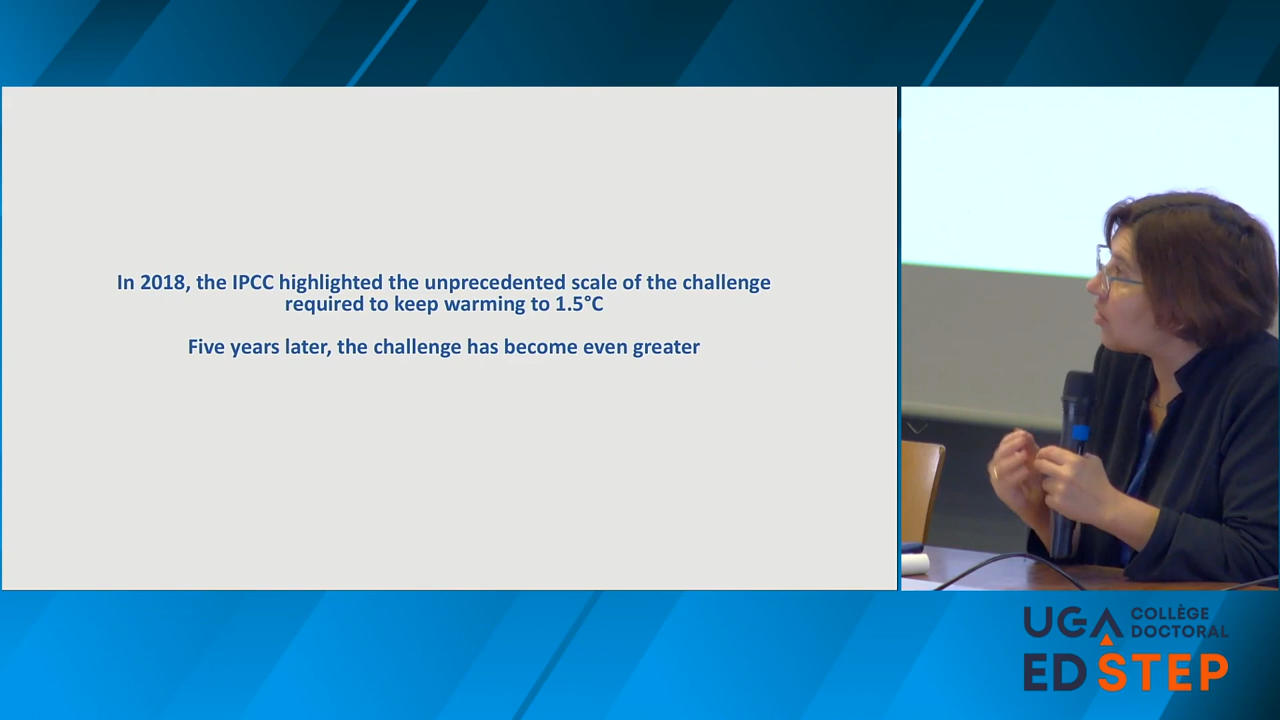 In 2018, the IPCC highlighted the unprecedented scale of the challenge
required to keep warming to 1.5°C
Five years later, the challenge has become even greater
UGA COLLÈGE
DOCTORAL
ED STEP